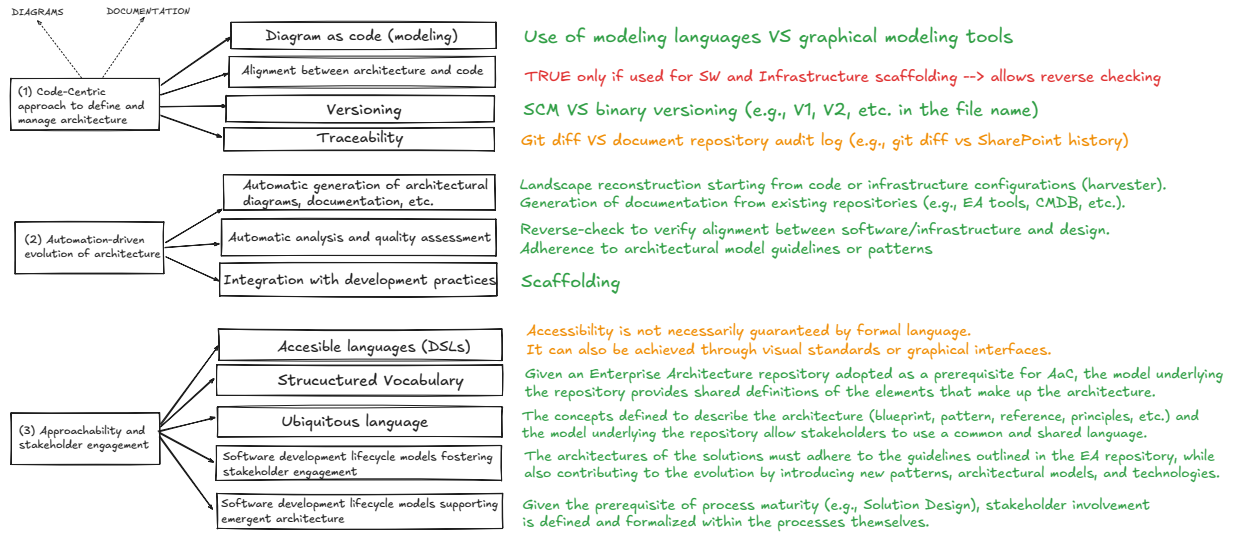 DIAGRAMS
DOCUMENTATION
(1) Code-Centric
approach to define and
manage architecture
Diagram as code (modeling)
Use of modeling languages VS graphical modeling tools
Alignment between architecture and code
TRUE only if used for SW and Infrastructure scaffolding --> allows reverse checking
Versioning
SCM VS binary versioning (e.g., V1, V2, etc. in the file name)
Traceability
Git diff VS document repository audit log (e.g., git diff vs SharePoint history)
(2) Automation-driven
evolution of architecture
Automatic generation of architectural
diagrams, documentation, etc.
Landscape reconstruction starting from code or infrastructure configurations (harvester).
Generation of documentation from existing repositories (e.g., EA tools, CMDB, etc.).
Automatic analysis and quality assessment
Reverse-check to verify alignment between software/infrastructure and design.
Adherence to architectural model guidelines or patterns
Integration with development practices
Scaffolding
(3) Approachability and
stakeholder engagement
Accesible languages (DSLs)
Accessibility is not necessarily guaranteed by formal language.
It can also be achieved through visual standards or graphical interfaces.
Strucuctured Vocabulary
Given an Enterprise Architecture repository adopted as a prerequisite for AaC, the model underlying
the repository provides shared definitions of the elements that make up the architecture.
Ubiquitous language
The concepts defined to describe the architecture (blueprint, pattern, reference, principles, etc.) and
the model underlying the repository allow stakeholders to use a common and shared language.
Software development lifecycle models fostering
stakeholder engagement
The architectures of the solutions must adhere to the guidelines outlined in the EA repository, while
also contributing to the evolution by introducing new patterns, architectural models, and technologies.
Software development lifecycle models supporting
emergent architecture
Given the prerequisite of process maturity (e.g., Solution Design), stakeholder involvement
is defined and formalized within the processes themselves.